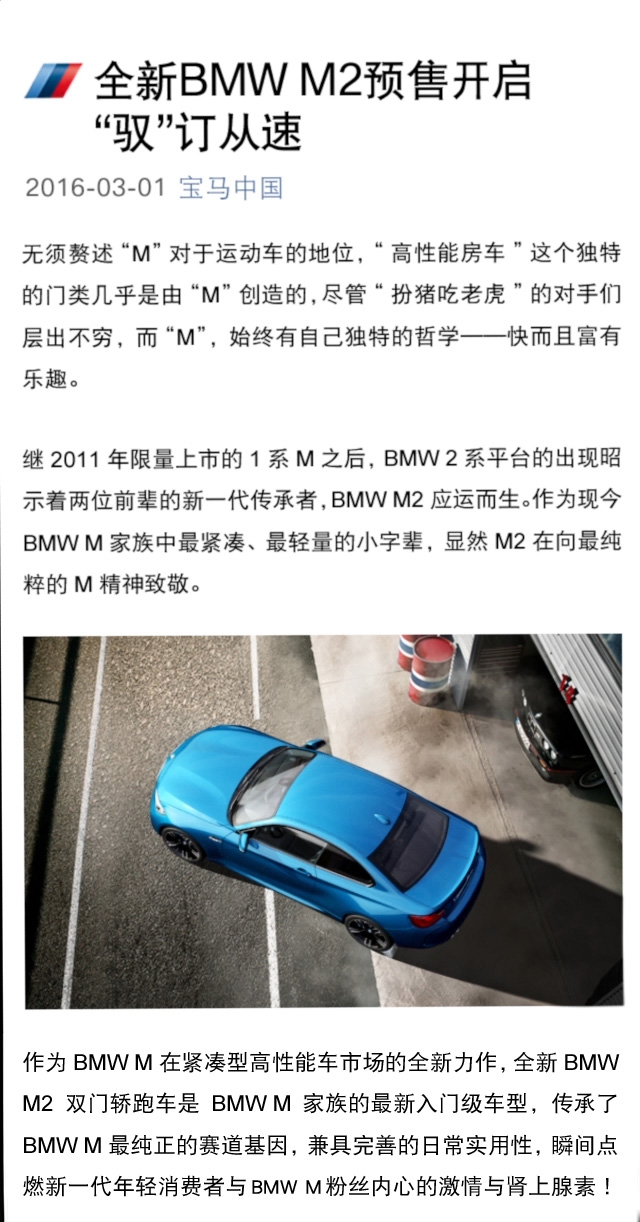 全新BMW M2预售开启
“驭”订从速
2016-03-01 宝马中国
无须赘述“M”对于运动车的地位,“高性能房车”这个独特
的门类几乎是由“M”创造的,尽管“扮猪吃老虎”的对手们
层出不穷，而“M”，始终有自己独特的哲学——快而且富有
乐趣。
继 2011 年限量上市的 1 系 M 之后，BMW 2 系平台的出现昭
示着两位前辈的新一代传承者,BMW M2 应运而生。作为现今
BMW M 家族中最紧凑、最轻量的小字辈，显然 M2 在向最纯
粹的 M 精神致敬。
作为 BMW M 在紧凑型高性能车市场的全新力作，全新 BMW
M2 双门轿跑车是 BMW M 家族的最新入门级车型，传承了
BMW M 最纯正的赛道基因，兼具完善的日常实用性，瞬间点
燃新一代年轻消费者与BMW M粉丝内心的激情与肾上腺素！